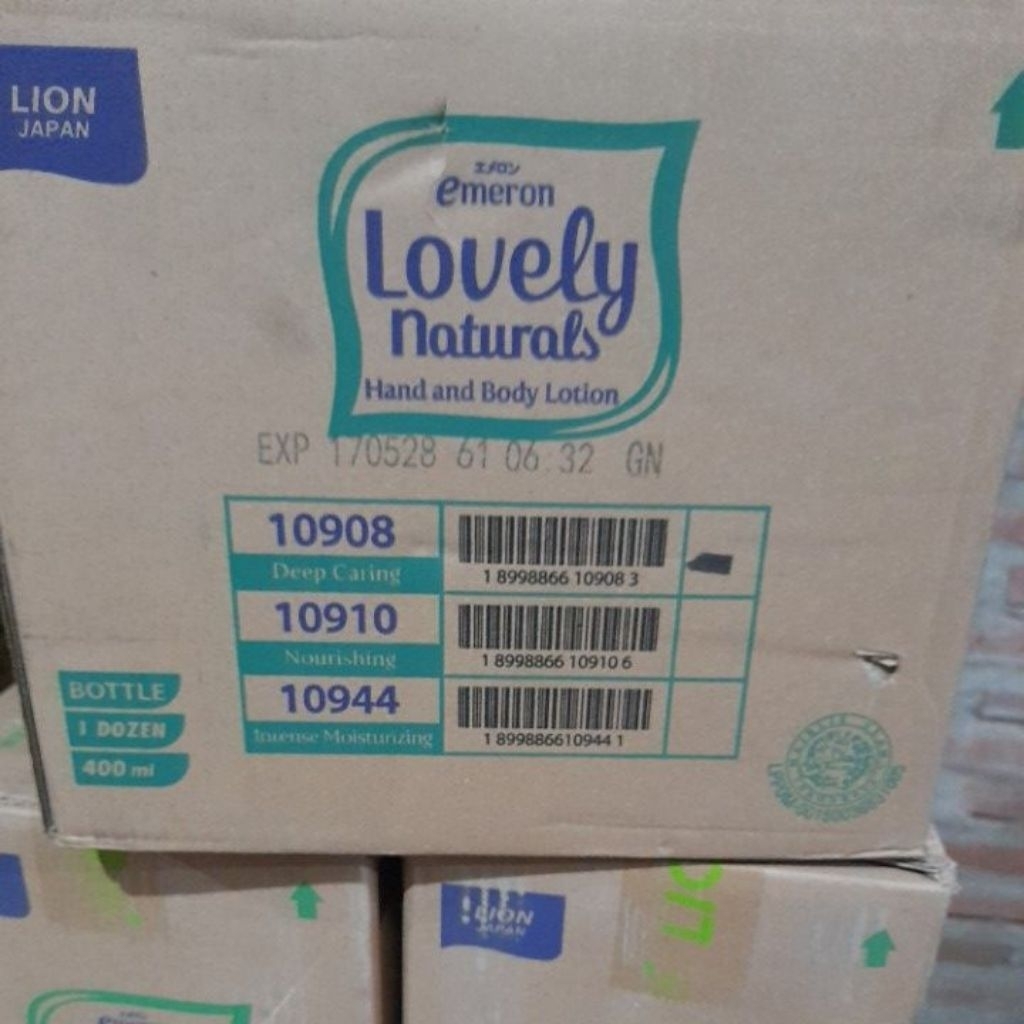 LION
JAPAN
エメロン
emeron
Lovely
Naturals
Hand and Body Lotion
EXP 170528 61 06 32 GN
10908
Deep Caring
1 8998866 10908 3
10910
Nourishing
1 8998866 10910 6
10944
Intense Moisturizing
1 899886610944 1
BOTTLE
1 DOZEN
400 ml
LION
JAPAN
LIO